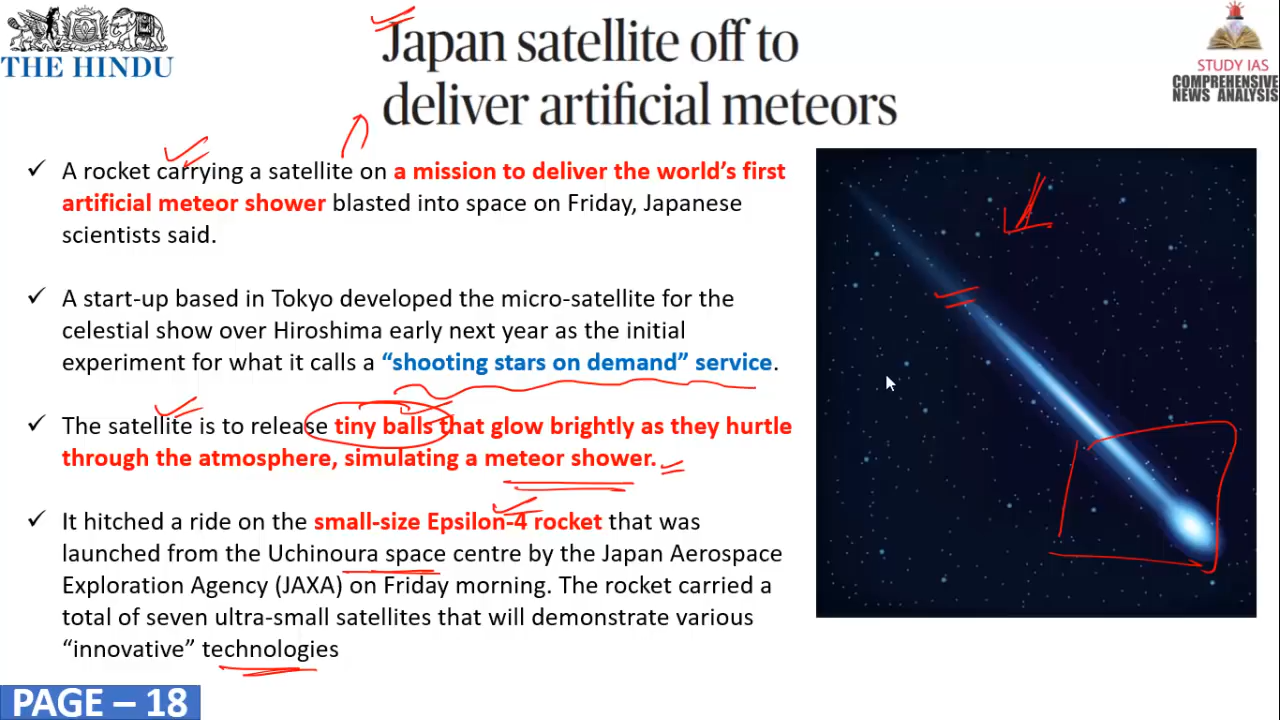 THE HINDU
Japan satellite off to
deliver artificial meteors
STUDY IAS
COMPREHENSIVE
NEWS ANALYSIS
✓ A rocket carrying a satellite on a mission to deliver the world’s first
artificial meteor shower blasted into space on Friday, Japanese
scientists said.
✓ A start-up based in Tokyo developed the micro-satellite for the
celestial show over Hiroshima early next year as the initial
experiment for what it calls a “shooting stars on demand” service.
✓ The satellite is to release tiny balls that glow brightly as they hurtle
through the atmosphere, simulating a meteor shower.
✓ It hitched a ride on the small-size Epsilon-4 rocket that was
launched from the Uchinoura space centre by the Japan Aerospace
Exploration Agency (JAXA) on Friday morning. The rocket carried a
total of seven ultra-small satellites that will demonstrate various
“innovative” technologies
PAGE – 18